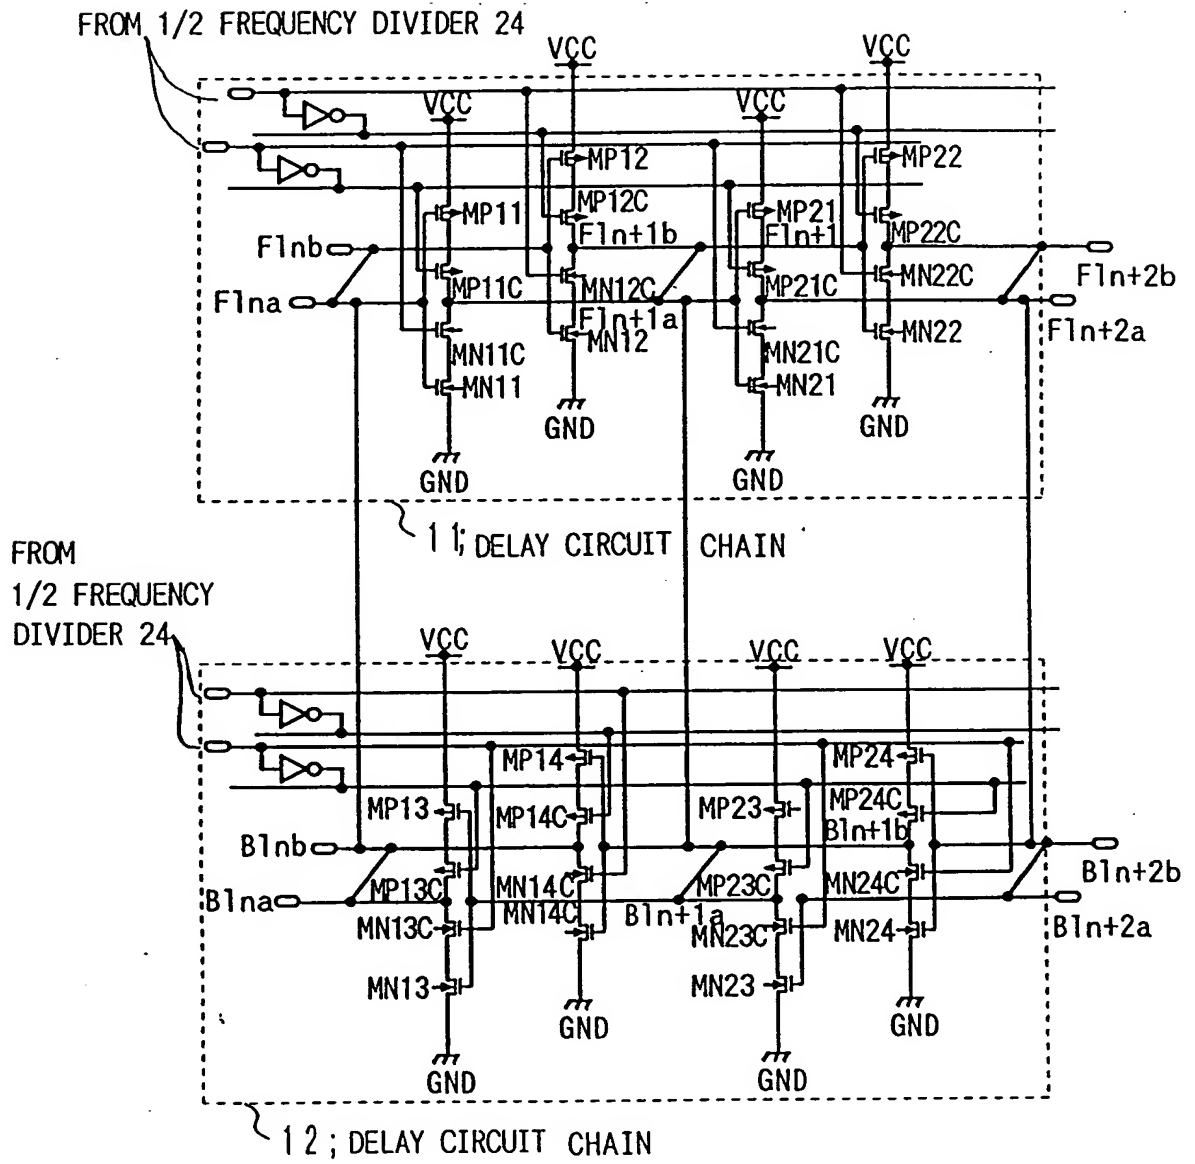 FROM 1/2 FREQUENCY DIVIDER 24
VCC
VCC
VCC
VCC
MP12
MP22
MP11
MP12C
MP21
Flnb
Fln+1b
Fln+1
MP22C
Fln+2b
MP11C
MN12C
MP21C
MN22C
Flna
Fln+1a
Fln+2a
MN11C
MN12
MN21C
MN22
MN11
MN21
GND
GND
GND
GND
11; DELAY CIRCUIT CHAIN
FROM
1/2 FREQUENCY
DIVIDER 24
VCC
VCC
VCC
VCC
MP14
MP24
MP13
MP14C
MP23
MP24C
Blnb
Bln+1b
Bln+2b
MP13C
MN14C
MP23C
MN24C
Blna
MN14C
Bln+1a
Bln+2a
MN13C
MN23C
MN24
MN13
MN23
GND
GND
GND
GND
12; DELAY CIRCUIT CHAIN